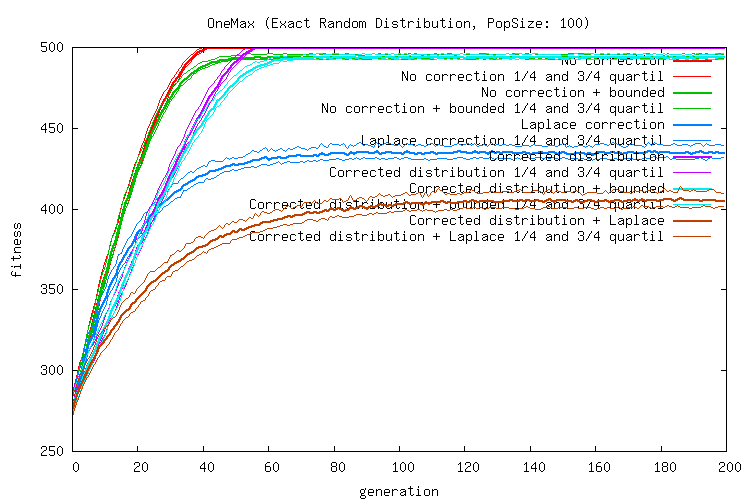 OneMax (Exact Random Distribution, PopSize: 100)
500
450
400
350
300
250
fitness
No correction
No correction 1/4 and 3/4 quartil
No correction + bounded
No correction + bounded 1/4 and 3/4 quartil
Laplace correction
Laplace correction 1/4 and 3/4 quartil
Corrected distribution
Corrected distribution 1/4 and 3/4 quartil
Corrected distribution + bounded
Corrected distribution + bounded 1/4 and 3/4 quartil
Corrected distribution + Laplace
Corrected distribution + Laplace 1/4 and 3/4 quartil
0 20 40 60 80 100 120 140 160 180 200
generation